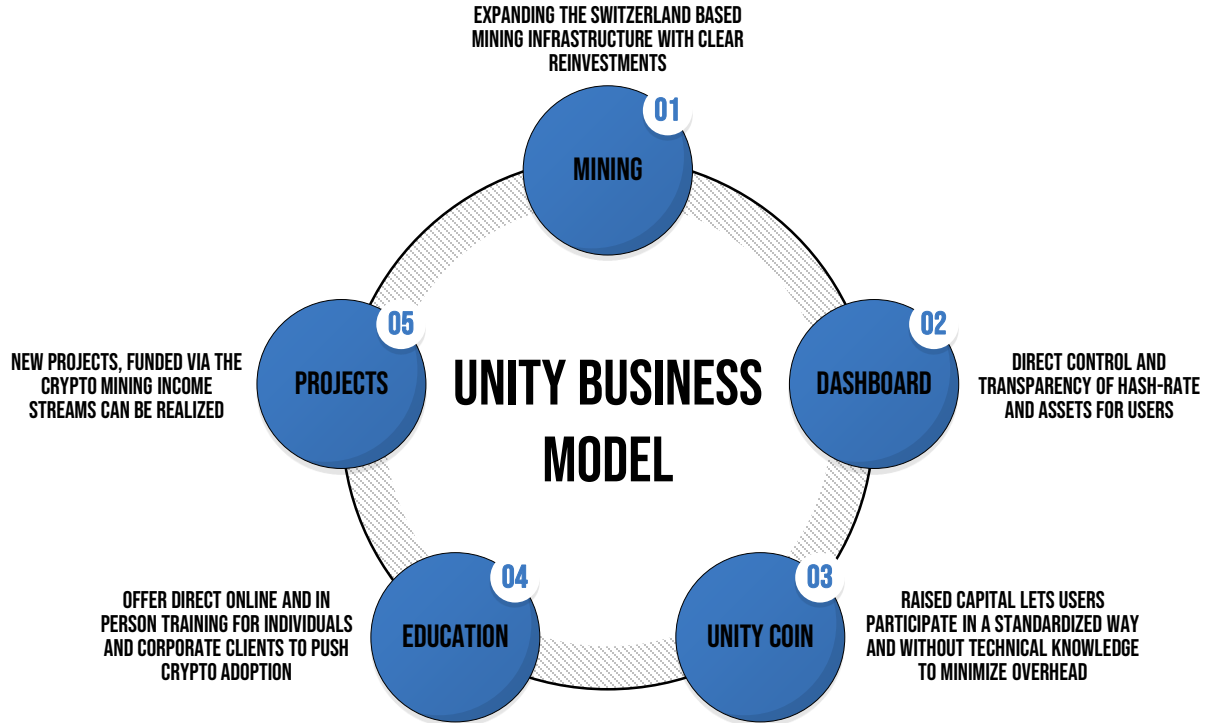 EXPANDING THE SWITZERLAND BASED
MINING INFRASTRUCTURE WITH CLEAR
REINVESTMENTS
01
MINING
02
DASHBOARD
DIRECT CONTROL AND
TRANSPARENCY OF HASH-RATE
AND ASSETS FOR USERS
03
UNITY COIN
RAISED CAPITAL LETS USERS
PARTICIPATE IN A STANDARDIZED WAY
AND WITHOUT TECHNICAL KNOWLEDGE
TO MINIMIZE OVERHEAD
04
EDUCATION
OFFER DIRECT ONLINE AND IN
PERSON TRAINING FOR INDIVIDUALS
AND CORPORATE CLIENTS TO PUSH
CRYPTO ADOPTION
05
PROJECTS
NEW PROJECTS, FUNDED VIA THE
CRYPTO MINING INCOME
STREAMS CAN BE REALIZED
UNITY BUSINESS
MODEL